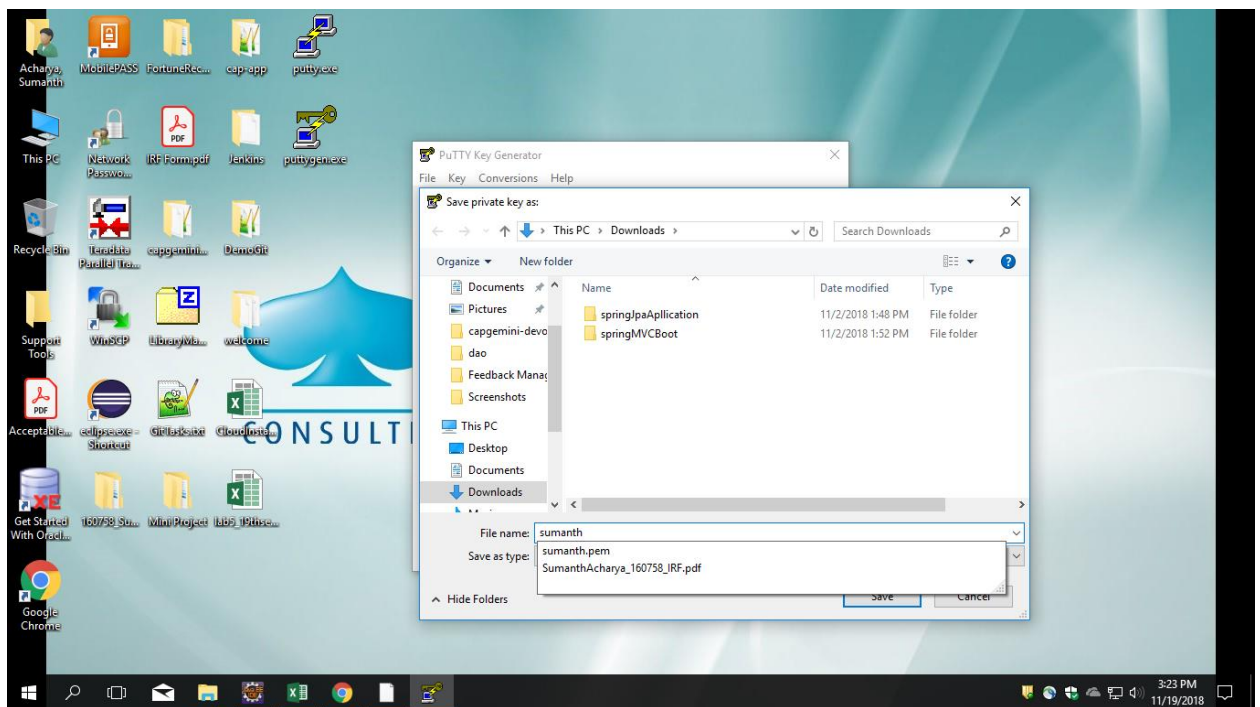 Acharya, Sumanth
MobilePASS
FortuneRec...
cap-app
putty.exe
This PC
Network Passwo...
IRF Form.pdf
Jenkins
puttygen.exe
Recycle Bin
Teradata Parallel Tra...
capgemini...
DemoGit
Support Tools
WinSCP
LibraryMa...
welcome
Acceptable...
eclipse.exe - Shortcut
GitTasks.txt
Get Started With Oracl...
160758_Su...
Mini Project
Google Chrome
PDF
PDF
XE
CONSULTI
PuTTY Key Generator
File Key Conversions Help
Save private key as:
This PC > Downloads >
Search Downloads
Organize
New folder
Name Date modified Type
Documents
Pictures
capgemini-devo
dao
Feedback Manag
Screenshots
This PC
Desktop
Documents
Downloads
springJpaApllication 11/2/2018 1:48 PM File folder
springMVCBoot 11/2/2018 1:52 PM File folder
File name: sumanth
Save as type:
sumanth.pem
SumanthAcharya_160758_IRF.pdf
Hide Folders
Save
Cancel
3:23 PM
11/19/2018